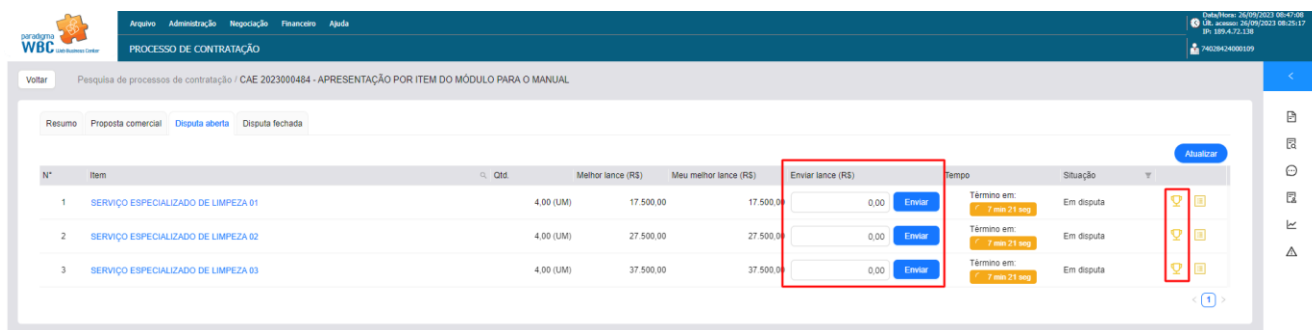 paradigma
WBC Web Business Center
Arquivo Administração Negociação Financeiro Ajuda
Data/Hora: 26/09/2023 08:47:08
Últ. acesso: 26/09/2023 08:25:17
IP: 189.4.72.138
PROCESSO DE CONTRATAÇÃO
74028424000109
Voltar Pesquisa de processos de contratação / CAE 2023000484 - APRESENTAÇÃO POR ITEM DO MÓDULO PARA O MANUAL
Resumo Proposta comercial Disputa aberta Disputa fechada
Atualizar
N° Item Qtd. Melhor lance (R$) Meu melhor lance (R$) Enviar lance (R$) Tempo Situação
1 SERVIÇO ESPECIALIZADO DE LIMPEZA 01 4,00 (UM) 17.500,00 17.500,00 0,00 Enviar Término em: 7 min 21 seg Em disputa
2 SERVIÇO ESPECIALIZADO DE LIMPEZA 02 4,00 (UM) 27.500,00 27.500,00 0,00 Enviar Término em: 7 min 21 seg Em disputa
3 SERVIÇO ESPECIALIZADO DE LIMPEZA 03 4,00 (UM) 37.500,00 37.500,00 0,00 Enviar Término em: 7 min 21 seg Em disputa
< 1 >